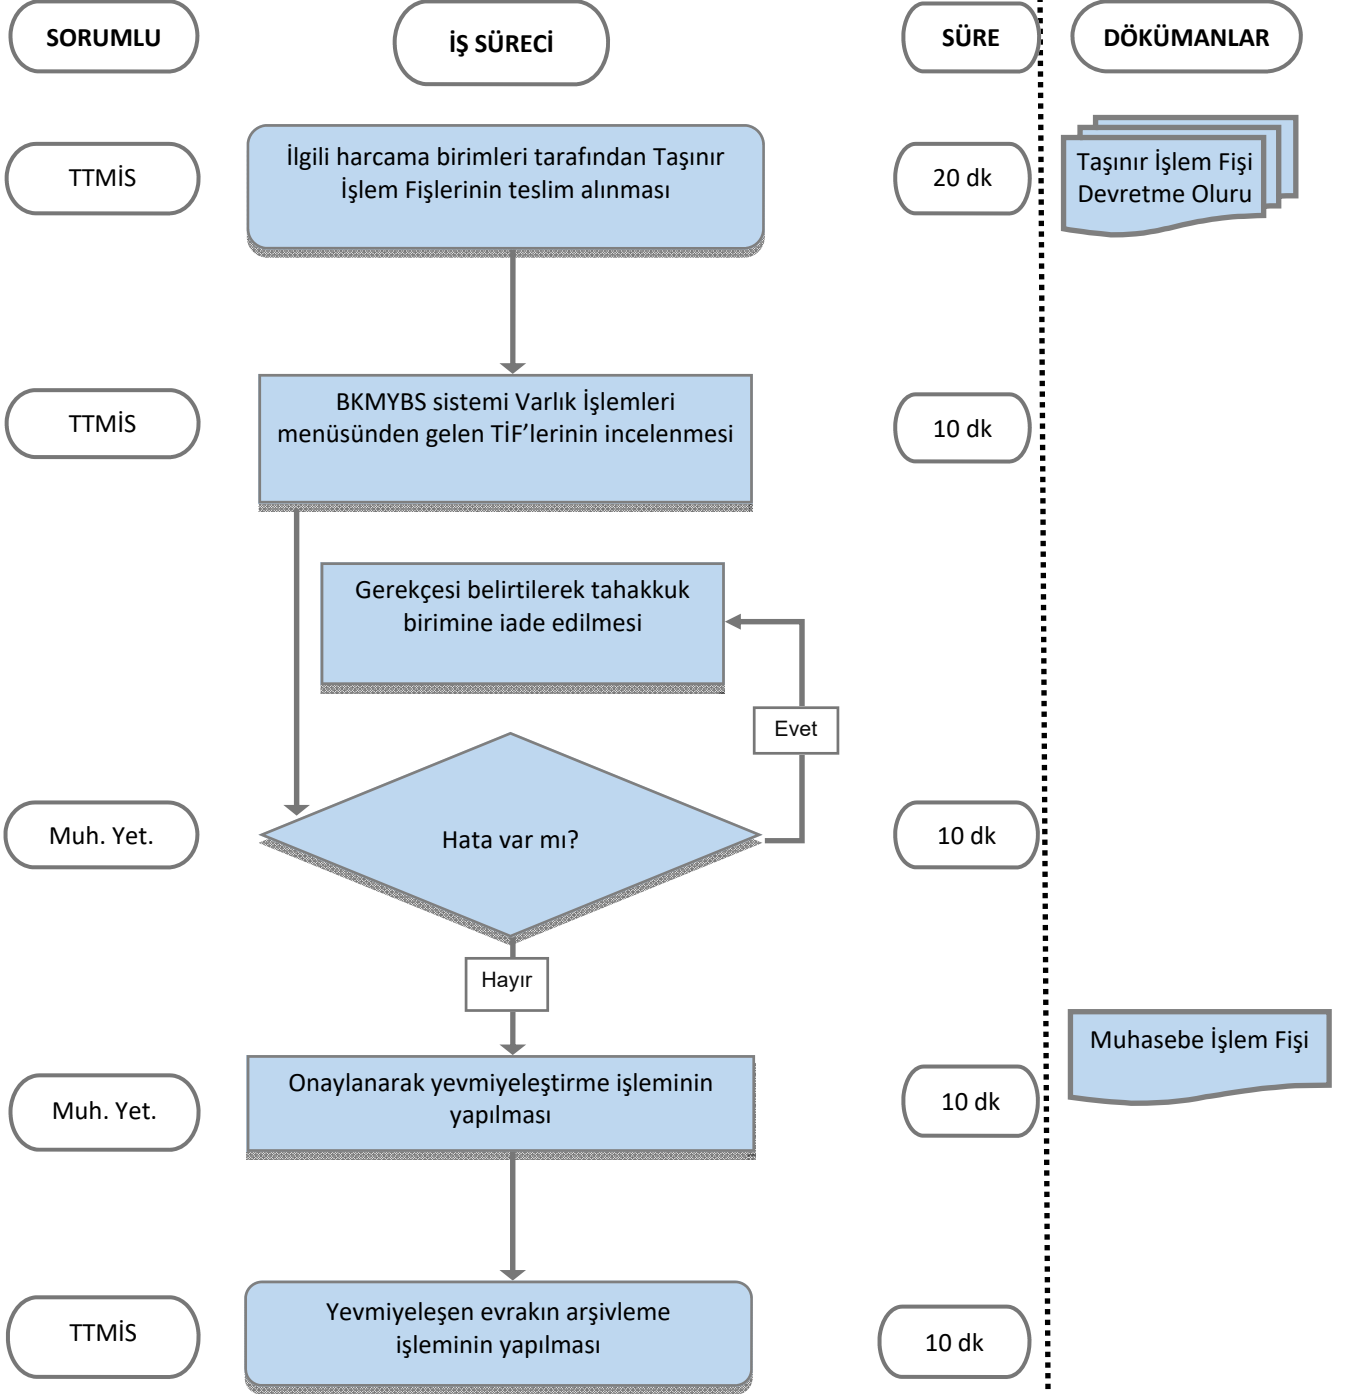 SORUMLU
İŞ SÜRECİ
SÜRE
DÖKÜMANLAR
TTMİS
İlgili harcama birimleri tarafından Taşınır
İşlem Fişlerinin teslim alınması
20 dk
Taşınır İşlem Fişi
Devretme Oluru
TTMİS
BKMYBS sistemi Varlık İşlemleri
menüsünden gelen TİF’lerinin incelenmesi
10 dk
Gerekçesi belirtilerek tahakkuk
birimine iade edilmesi
Evet
Muh. Yet.
Hata var mı?
10 dk
Hayır
Muh. Yet.
Onaylanarak yevmiyeleştirme işleminin
yapılması
10 dk
Muhasebe İşlem Fişi
TTMİS
Yevmiyeleşen evrakın arşivleme
işleminin yapılması
10 dk